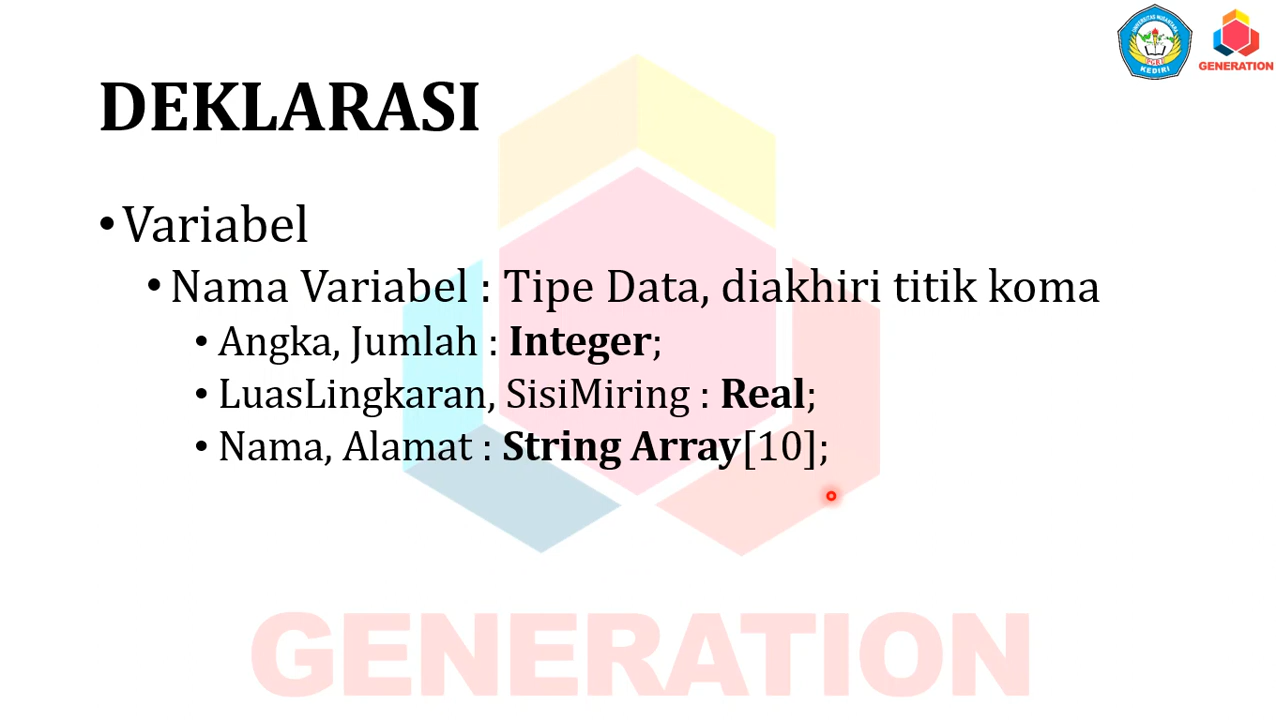 GENERATION
KEDIRI
DEKLARASI
•Variabel
•Nama Variabel : Tipe Data, diakhiri titik koma
•Angka, Jumlah : Integer;
•LuasLingkaran, SisiMiring : Real;
•Nama, Alamat : String Array[10];
GENERATION